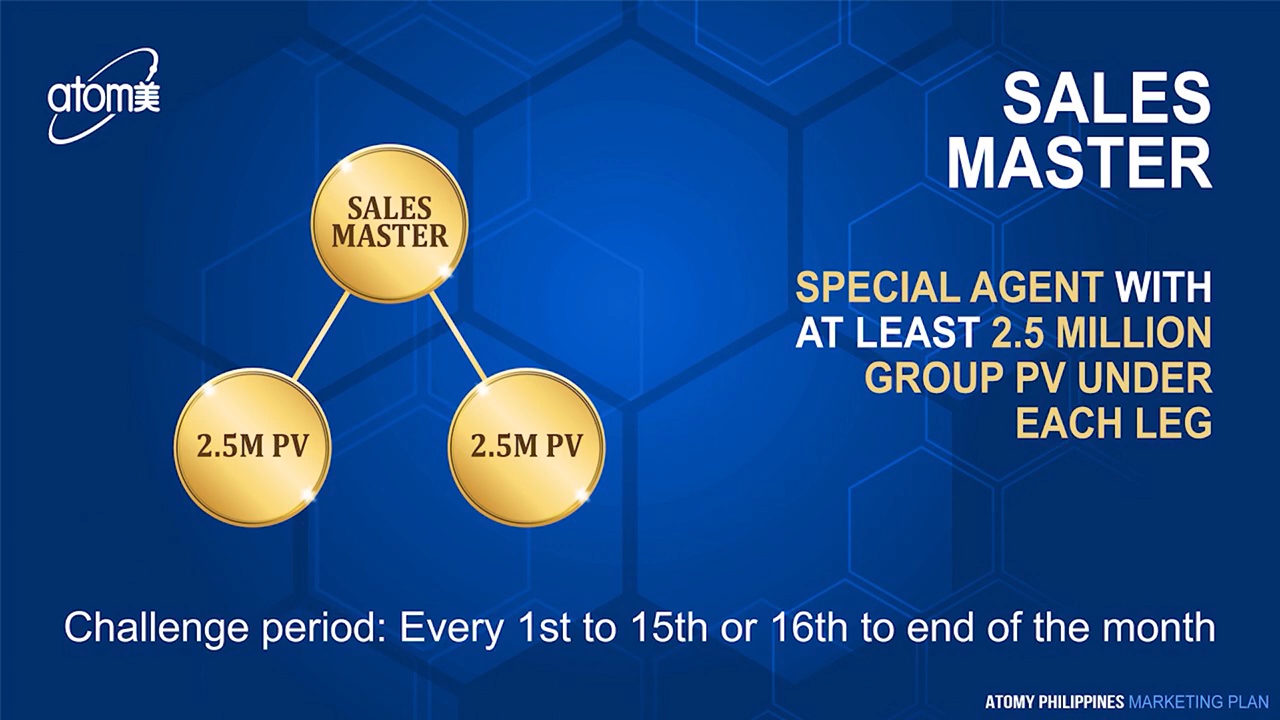 atom美
SALES
MASTER
SALES
MASTER
SPECIAL AGENT WITH
AT LEAST 2.5 MILLION
GROUP PV UNDER
EACH LEG
2.5M PV
2.5M PV
Challenge period: Every 1st to 15th or 16th to end of the month
ATOMY PHILIPPINES MARKETING PLAN